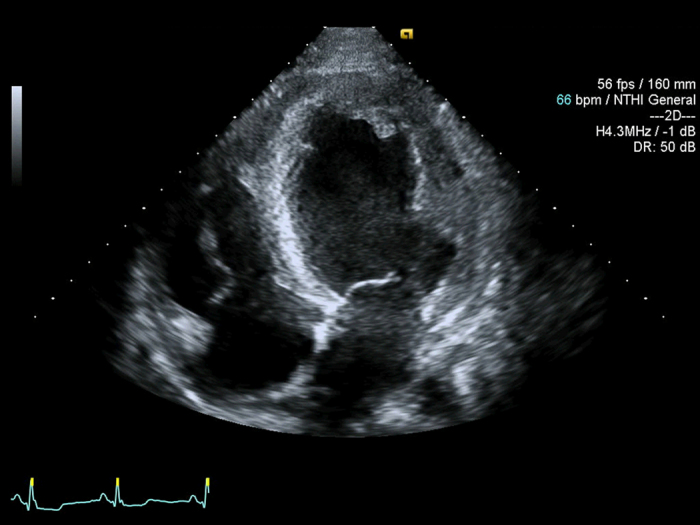 56 fps / 160 mm
66 bpm / NTHI General
---2D---
H4.3MHz / -1 dB
DR: 50 dB